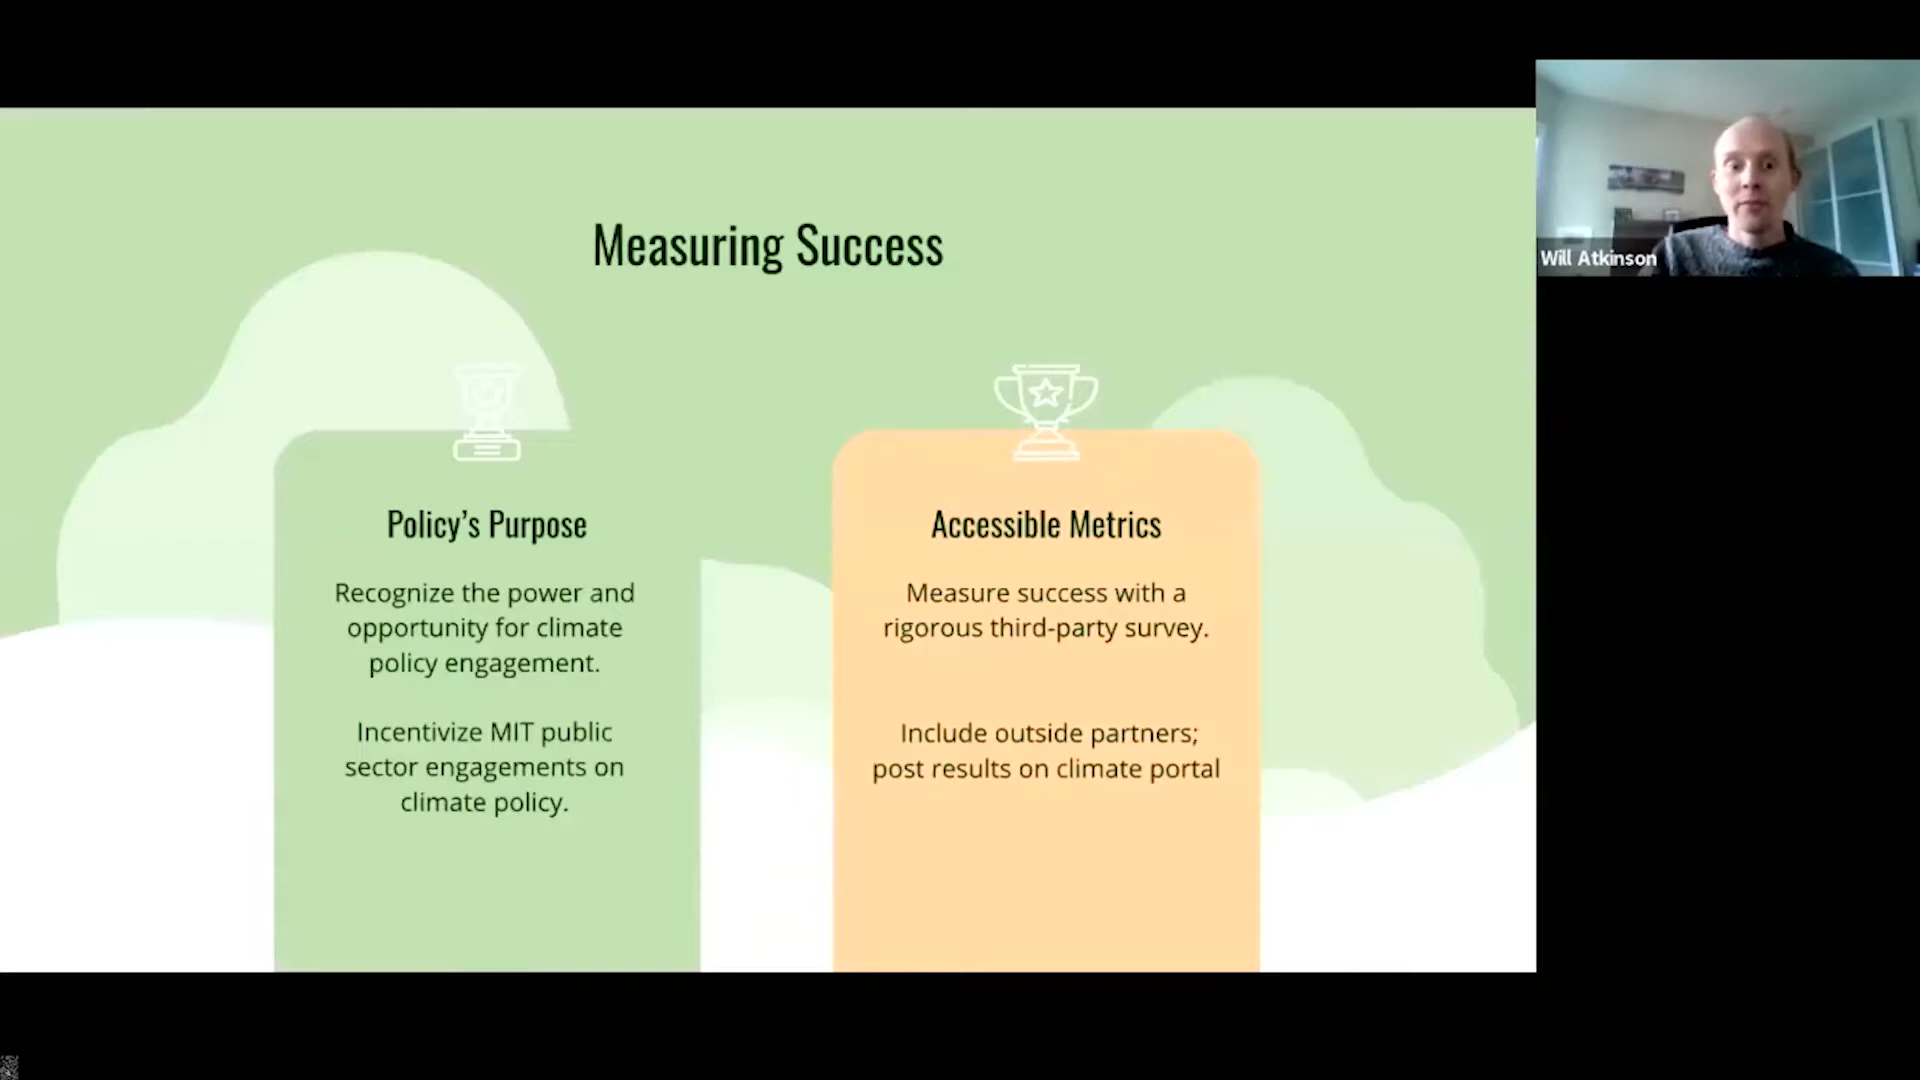 Measuring Success
Policy's Purpose
Recognize the power and
opportunity for climate
policy engagement.
Incentivize MIT public
sector engagements on
climate policy.
Accessible Metrics
Measure success with a
rigorous third-party survey.
Include outside partners;
post results on climate portal
Will Atkinson